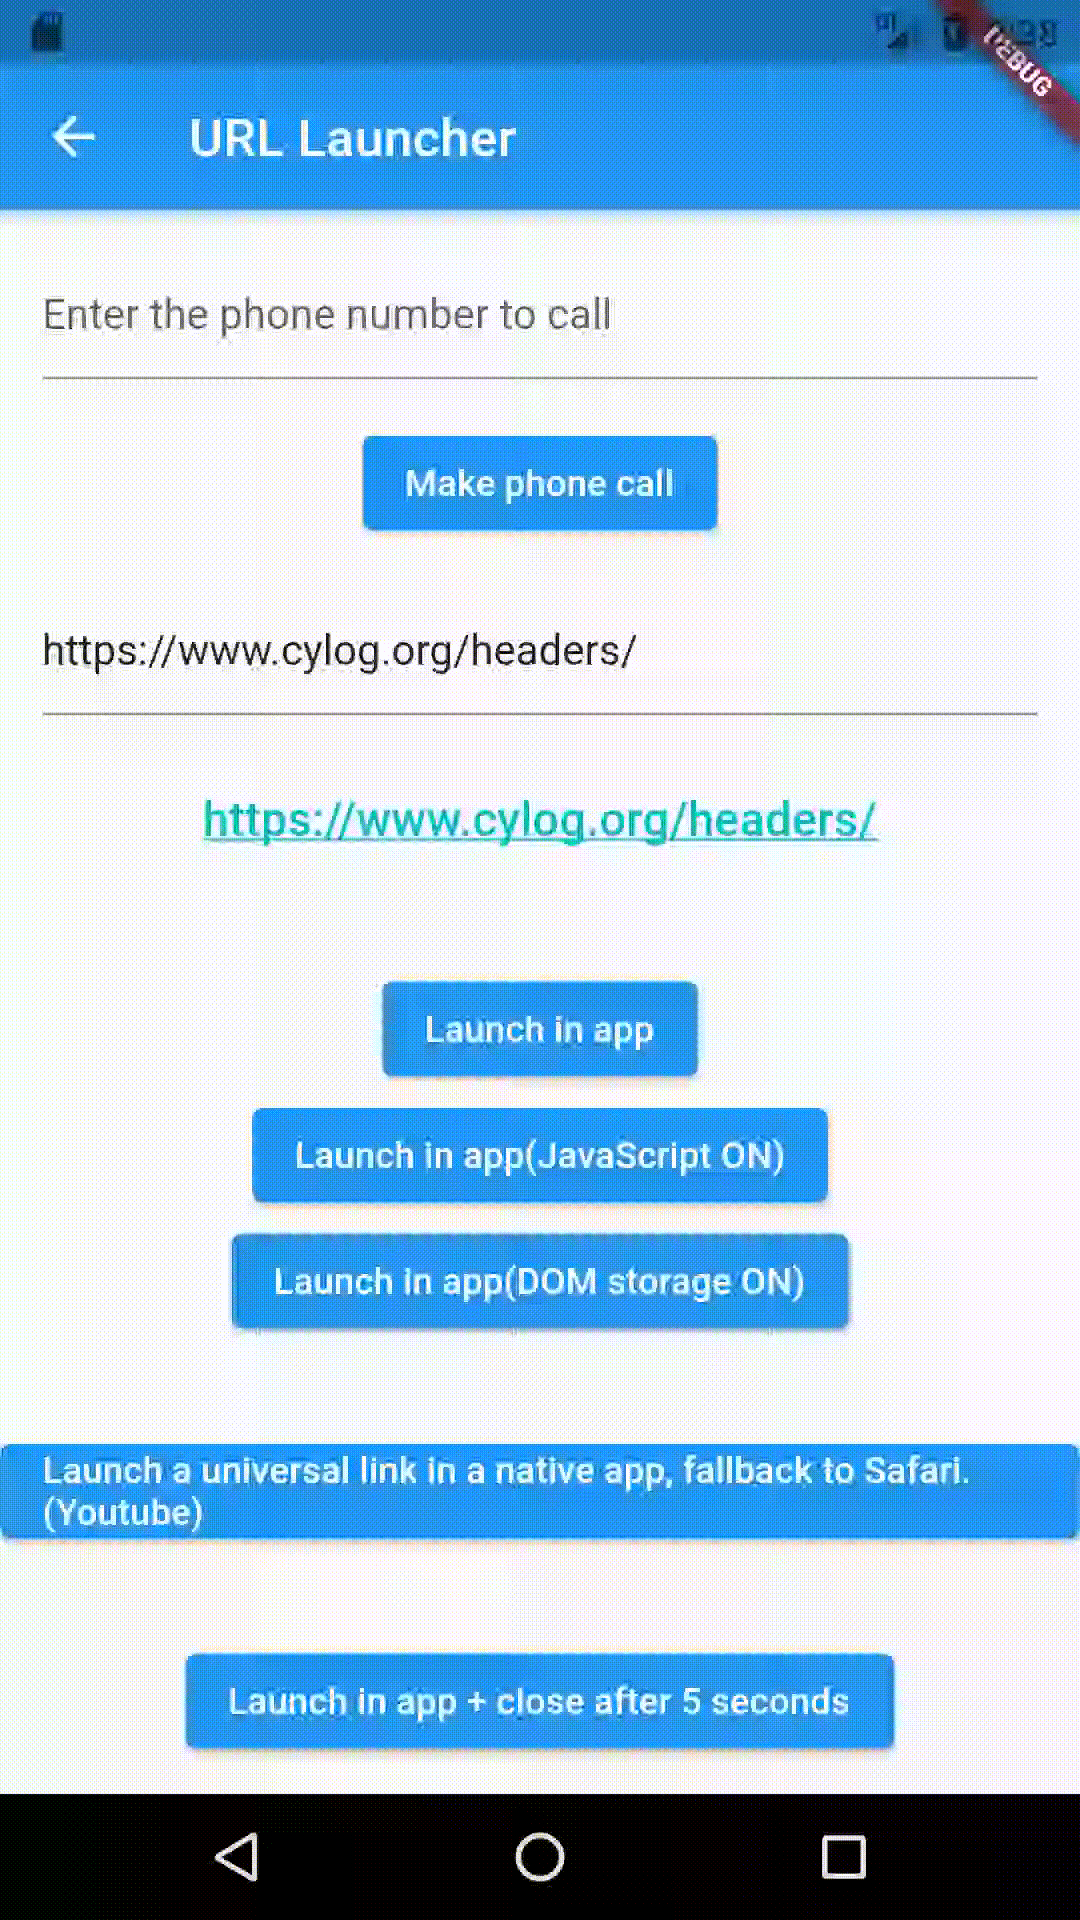 DEBUG
URL Launcher
Enter the phone number to call
Make phone call
https://www.cylog.org/headers/
https://www.cylog.org/headers/
Launch in app
Launch in app(JavaScript ON)
Launch in app(DOM storage ON)
Launch a universal link in a native app, fallback to Safari.
(Youtube)
Launch in app + close after 5 seconds